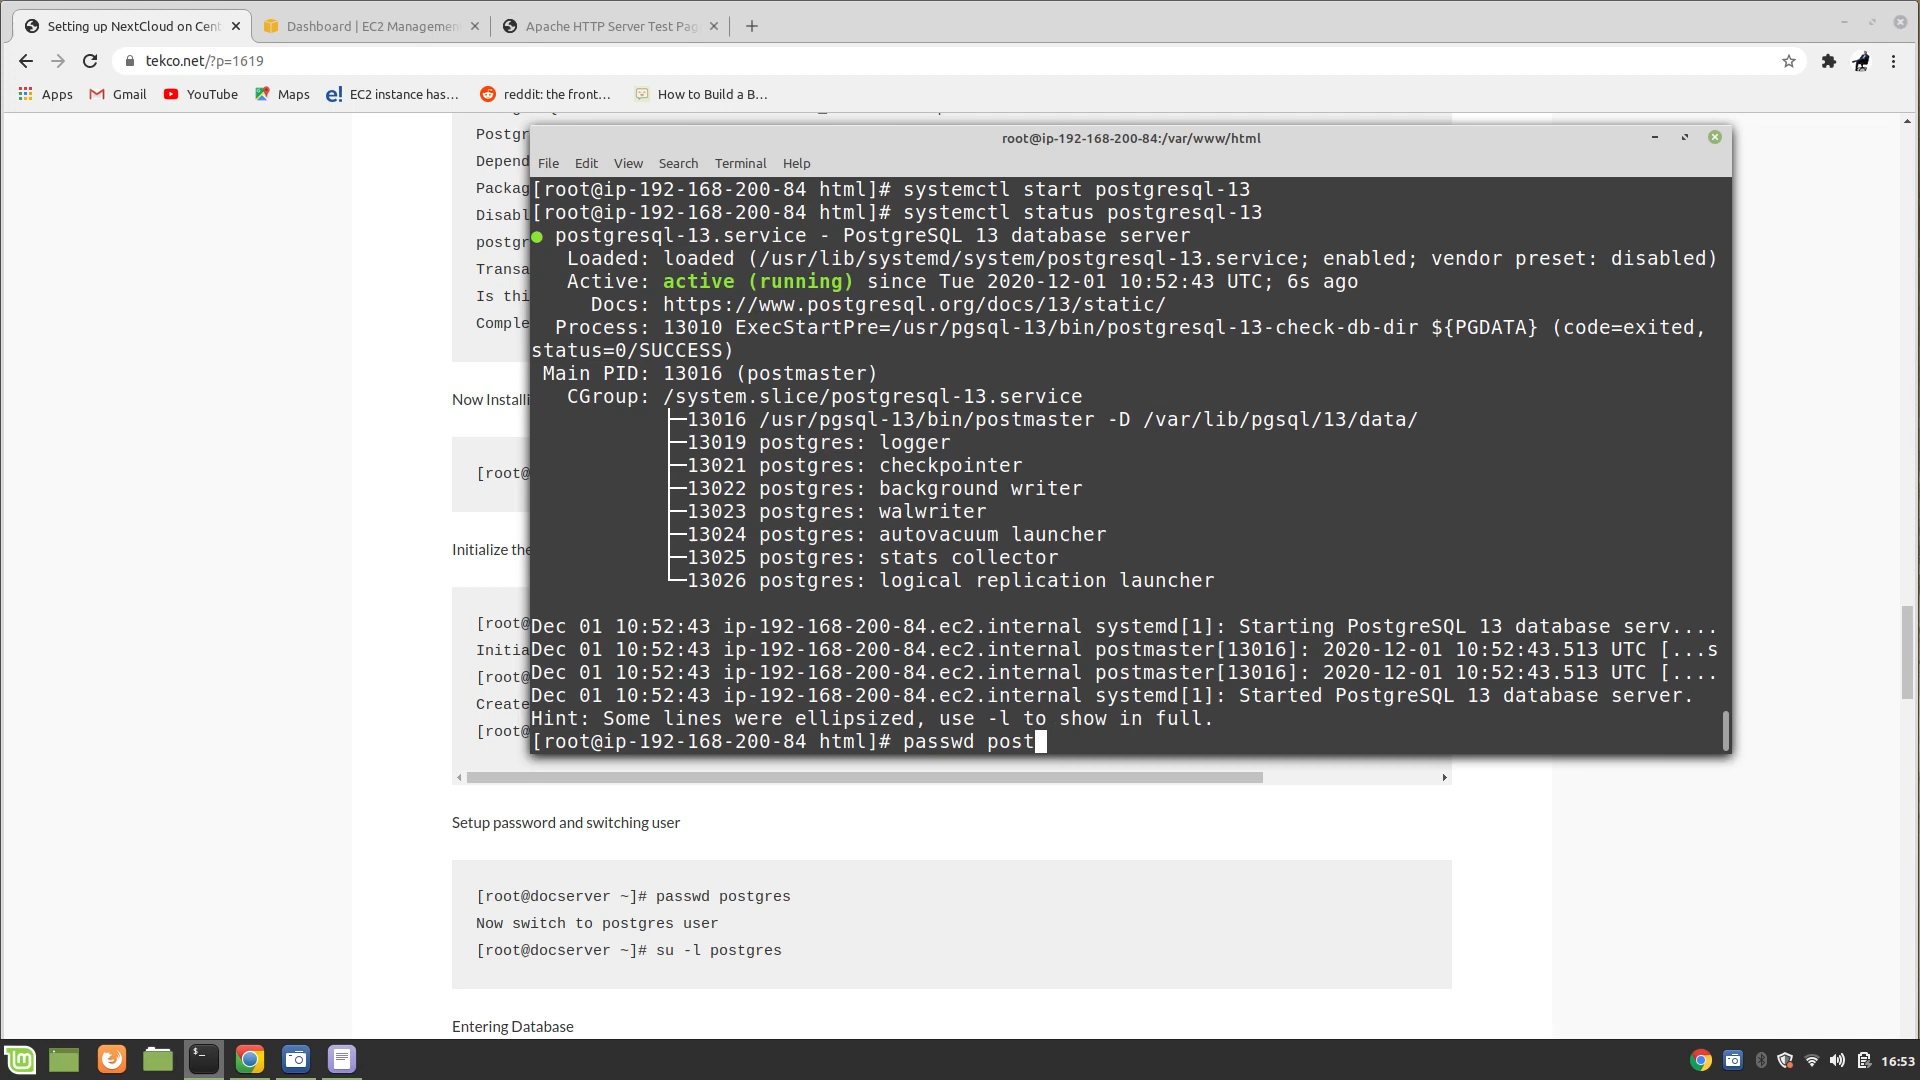 Setting up NextCloud on Cent
Dashboard | EC2 Managemen
Apache HTTP Server Test Pag
tekco.net/?p=1619
Apps
Gmail
YouTube
Maps
EC2 instance has...
reddit: the front...
How to Build a B...
Postgr
Depend
Packag
Disabl
postgr
Transa
Is thi
Comple
Now Installi
[root@
Initialize the
[root@
Initia
[root@
Create
[root@
root@ip-192-168-200-84:/var/www/html
File Edit View Search Terminal Help
[root@ip-192-168-200-84 html]# systemctl start postgresql-13
[root@ip-192-168-200-84 html]# systemctl status postgresql-13
● postgresql-13.service - PostgreSQL 13 database server
Loaded: loaded (/usr/lib/systemd/system/postgresql-13.service; enabled; vendor preset: disabled)
Active: active (running) since Tue 2020-12-01 10:52:43 UTC; 6s ago
Docs: https://www.postgresql.org/docs/13/static/
Process: 13010 ExecStartPre=/usr/pgsql-13/bin/postgresql-13-check-db-dir ${PGDATA} (code=exited,
status=0/SUCCESS)
Main PID: 13016 (postmaster)
CGroup: /system.slice/postgresql-13.service
├─13016 /usr/pgsql-13/bin/postmaster -D /var/lib/pgsql/13/data/
├─13019 postgres: logger
├─13021 postgres: checkpointer
├─13022 postgres: background writer
├─13023 postgres: walwriter
├─13024 postgres: autovacuum launcher
├─13025 postgres: stats collector
└─13026 postgres: logical replication launcher
Dec 01 10:52:43 ip-192-168-200-84.ec2.internal systemd[1]: Starting PostgreSQL 13 database serv....
Dec 01 10:52:43 ip-192-168-200-84.ec2.internal postmaster[13016]: 2020-12-01 10:52:43.513 UTC [...s
Dec 01 10:52:43 ip-192-168-200-84.ec2.internal postmaster[13016]: 2020-12-01 10:52:43.513 UTC [....
Dec 01 10:52:43 ip-192-168-200-84.ec2.internal systemd[1]: Started PostgreSQL 13 database server.
Hint: Some lines were ellipsized, use -l to show in full.
[root@ip-192-168-200-84 html]# passwd post
Setup password and switching user
[root@docserver ~]# passwd postgres
Now switch to postgres user
[root@docserver ~]# su -l postgres
Entering Database
16:53